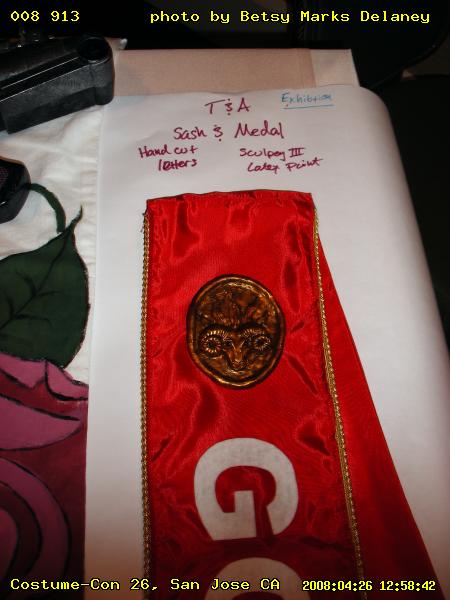 008 913 photo by Betsy Marks Delaney
T & A
Exhibition
Sash & Medal
Hand cut
letters
Sculpey III
Latex Paint
G
Costume-Con 26, San Jose CA 2008:04:26 12:58:42